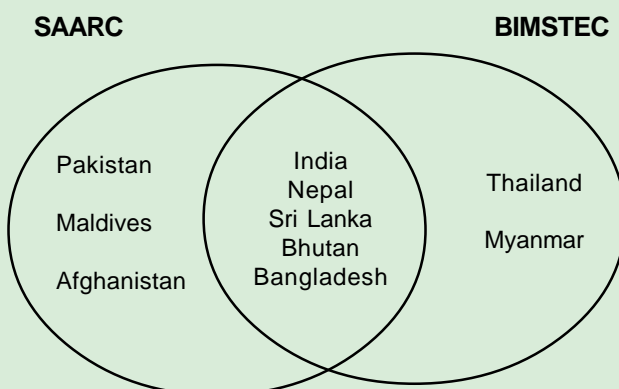 SAARC
BIMSTEC
Pakistan
Maldives
Afghanistan
India
Nepal
Sri Lanka
Bhutan
Bangladesh
Thailand
Myanmar